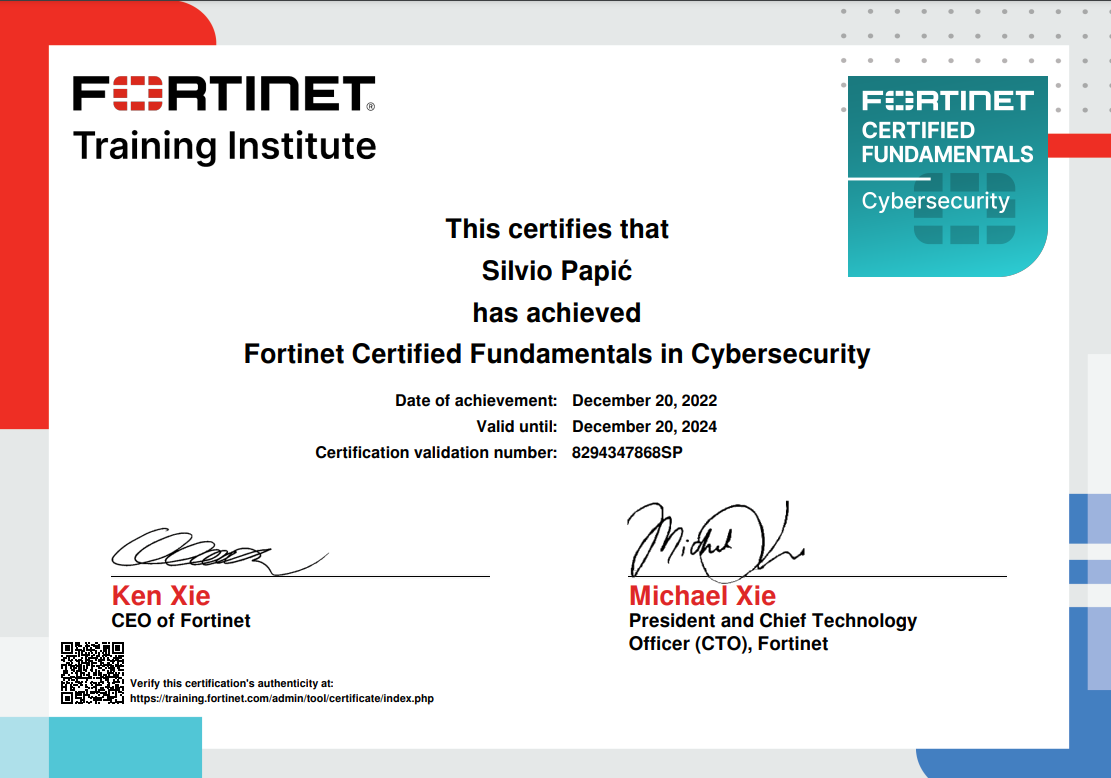 FORTINET®
Training Institute
FORTINET
CERTIFIED
FUNDAMENTALS
Cybersecurity
This certifies that
Silvio Papić
has achieved
Fortinet Certified Fundamentals in Cybersecurity
Date of achievement: December 20, 2022
Valid until: December 20, 2024
Certification validation number: 8294347868SP
Ken Xie
CEO of Fortinet
Michael Xie
President and Chief Technology
Officer (CTO), Fortinet
Verify this certification's authenticity at:
https://training.fortinet.com/admin/tool/certificate/index.php